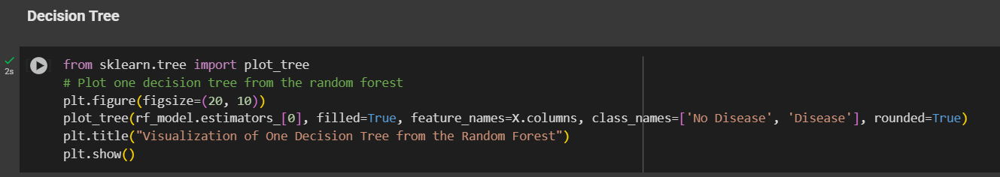 Decision Tree
2s
from sklearn.tree import plot_tree
# Plot one decision tree from the random forest
plt.figure(figsize=(20, 10))
plot_tree(rf_model.estimators_[0], filled=True, feature_names=X.columns, class_names=['No Disease', 'Disease'], rounded=True)
plt.title("Visualization of One Decision Tree from the Random Forest")
plt.show()